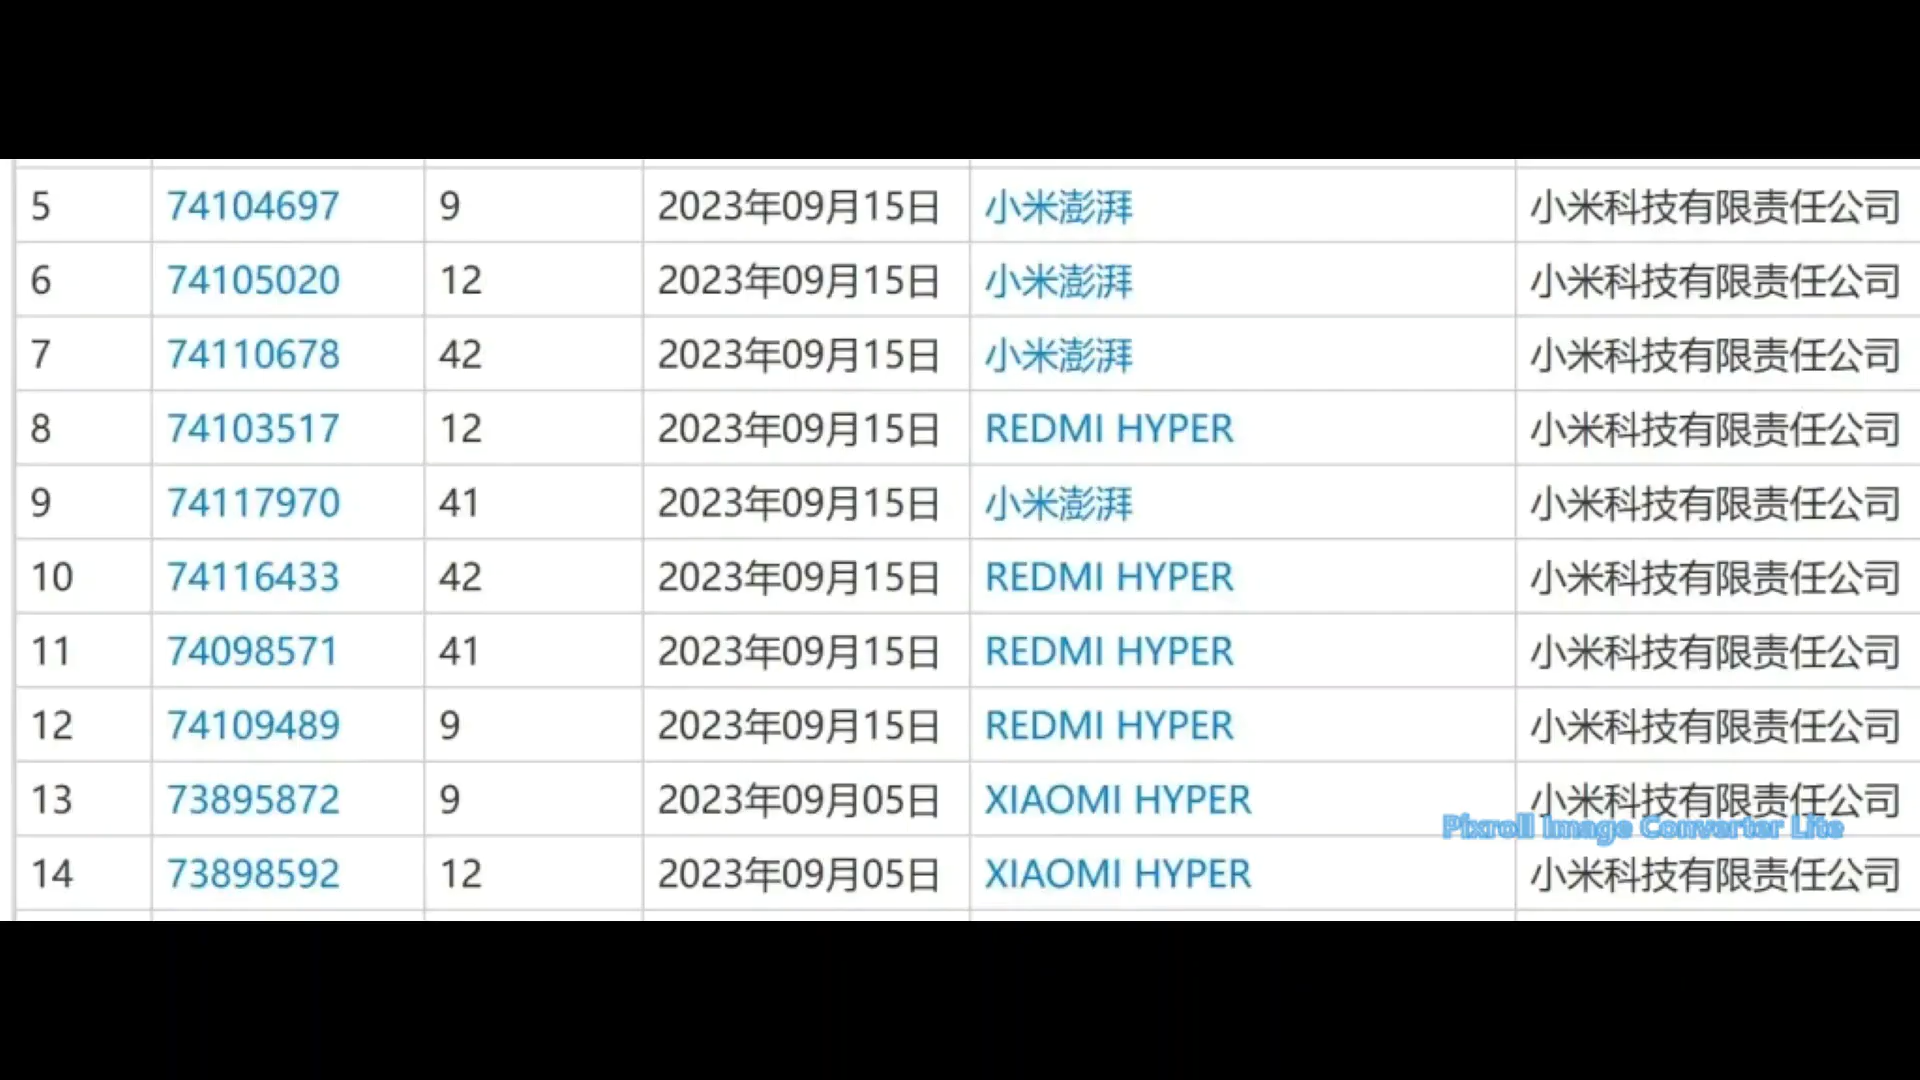 5 74104697 9 2023年09月15日 小米澎湃 小米科技有限责任公司
6 74105020 12 2023年09月15日 小米澎湃 小米科技有限责任公司
7 74110678 42 2023年09月15日 小米澎湃 小米科技有限责任公司
8 74103517 12 2023年09月15日 REDMI HYPER 小米科技有限责任公司
9 74117970 41 2023年09月15日 小米澎湃 小米科技有限责任公司
10 74116433 42 2023年09月15日 REDMI HYPER 小米科技有限责任公司
11 74098571 41 2023年09月15日 REDMI HYPER 小米科技有限责任公司
12 74109489 9 2023年09月15日 REDMI HYPER 小米科技有限责任公司
13 73895872 9 2023年09月05日 XIAOMI HYPER 小米科技有限责任公司
Pixroll Image Converter Lite
14 73898592 12 2023年09月05日 XIAOMI HYPER 小米科技有限责任公司